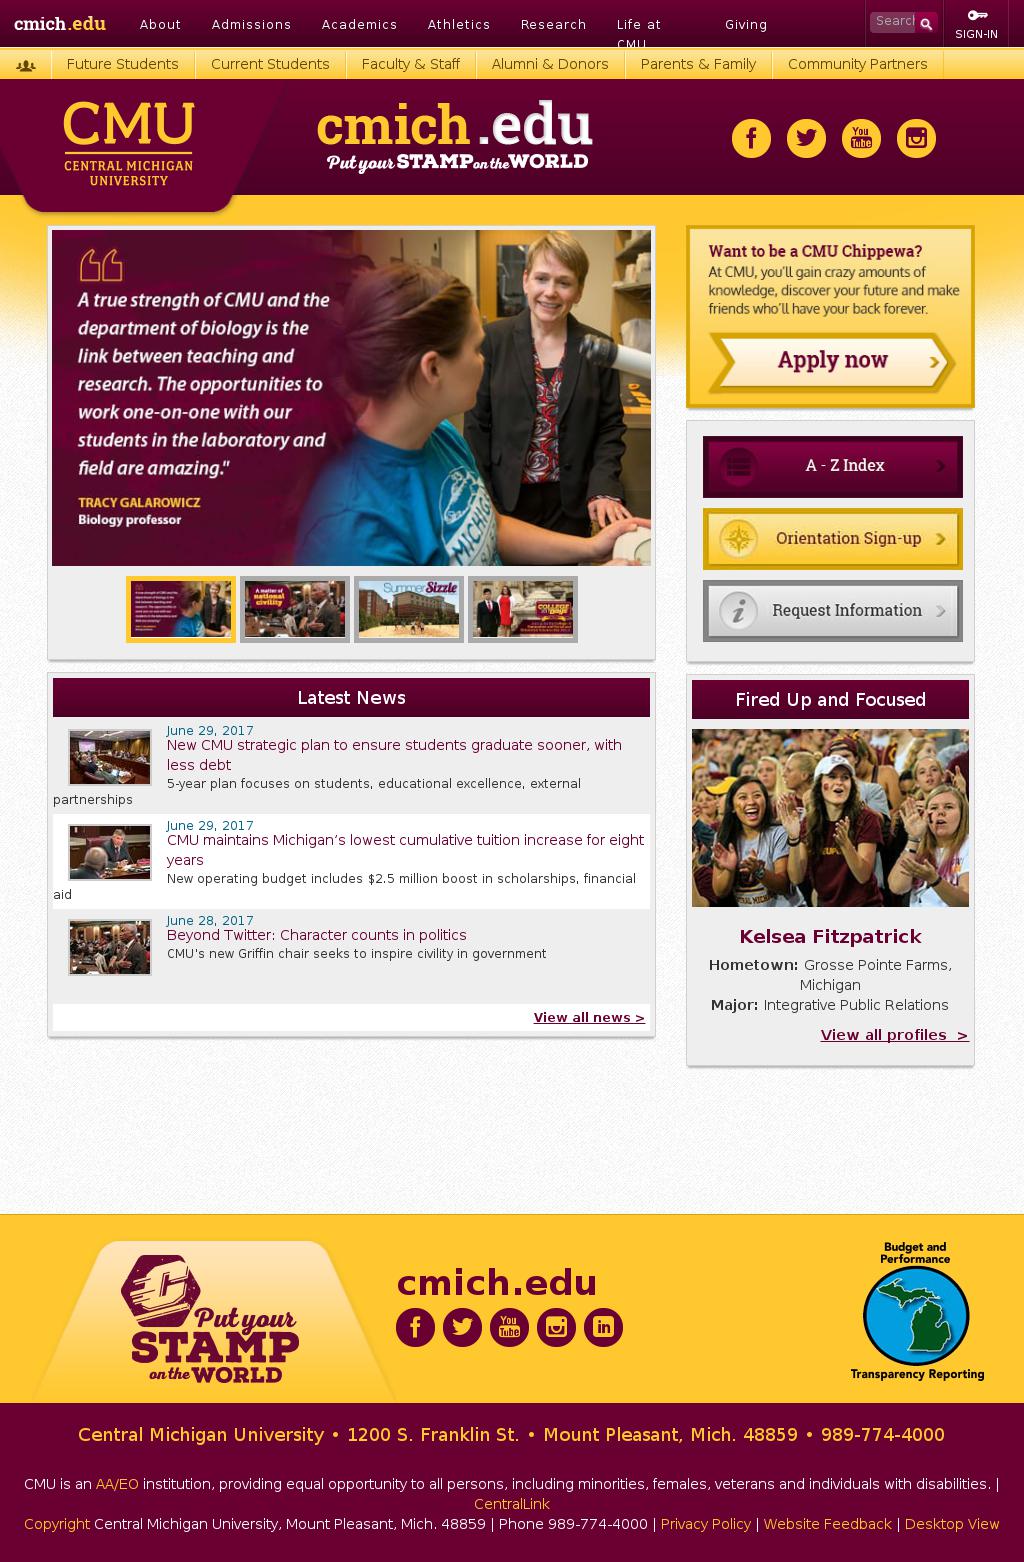 cmich.edu
About
Admissions
Academics
Athletics
Research
Life at CMU
Giving
Search
SIGN-IN
Future Students
Current Students
Faculty & Staff
Alumni & Donors
Parents & Family
Community Partners
CMU
CENTRAL MICHIGAN
UNIVERSITY
cmich.edu
Put your STAMP on the WORLD
A true strength of CMU and the
department of biology is the
link between teaching and
research. The opportunities to
work one-on-one with our
students in the laboratory and
field are amazing."
TRACY GALAROWICZ
Biology professor
Want to be a CMU Chippewa?
At CMU, you'll gain crazy amounts of
knowledge, discover your future and make
friends who'll have your back forever.
Apply now
A - Z Index
Orientation Sign-up
Request Information
A matter of
national
civility
Summer Sizzle
Latest News
June 29, 2017
New CMU strategic plan to ensure students graduate sooner, with
less debt
5-year plan focuses on students, educational excellence, external
partnerships
June 29, 2017
CMU maintains Michigan's lowest cumulative tuition increase for eight
years
New operating budget includes $2.5 million boost in scholarships, financial
aid
June 28, 2017
Beyond Twitter: Character counts in politics
CMU's new Griffin chair seeks to inspire civility in government
View all news >
Fired Up and Focused
Kelsea Fitzpatrick
Hometown: Grosse Pointe Farms,
Michigan
Major: Integrative Public Relations
View all profiles >
Put your
STAMP
on the WORLD
cmich.edu
Budget and
Performance
Transparency Reporting
Central Michigan University • 1200 S. Franklin St. • Mount Pleasant, Mich. 48859 • 989-774-4000
CMU is an AA/EO institution, providing equal opportunity to all persons, including minorities, females, veterans and individuals with disabilities. |
CentralLink
Copyright Central Michigan University, Mount Pleasant, Mich. 48859 | Phone 989-774-4000 | Privacy Policy | Website Feedback | Desktop View